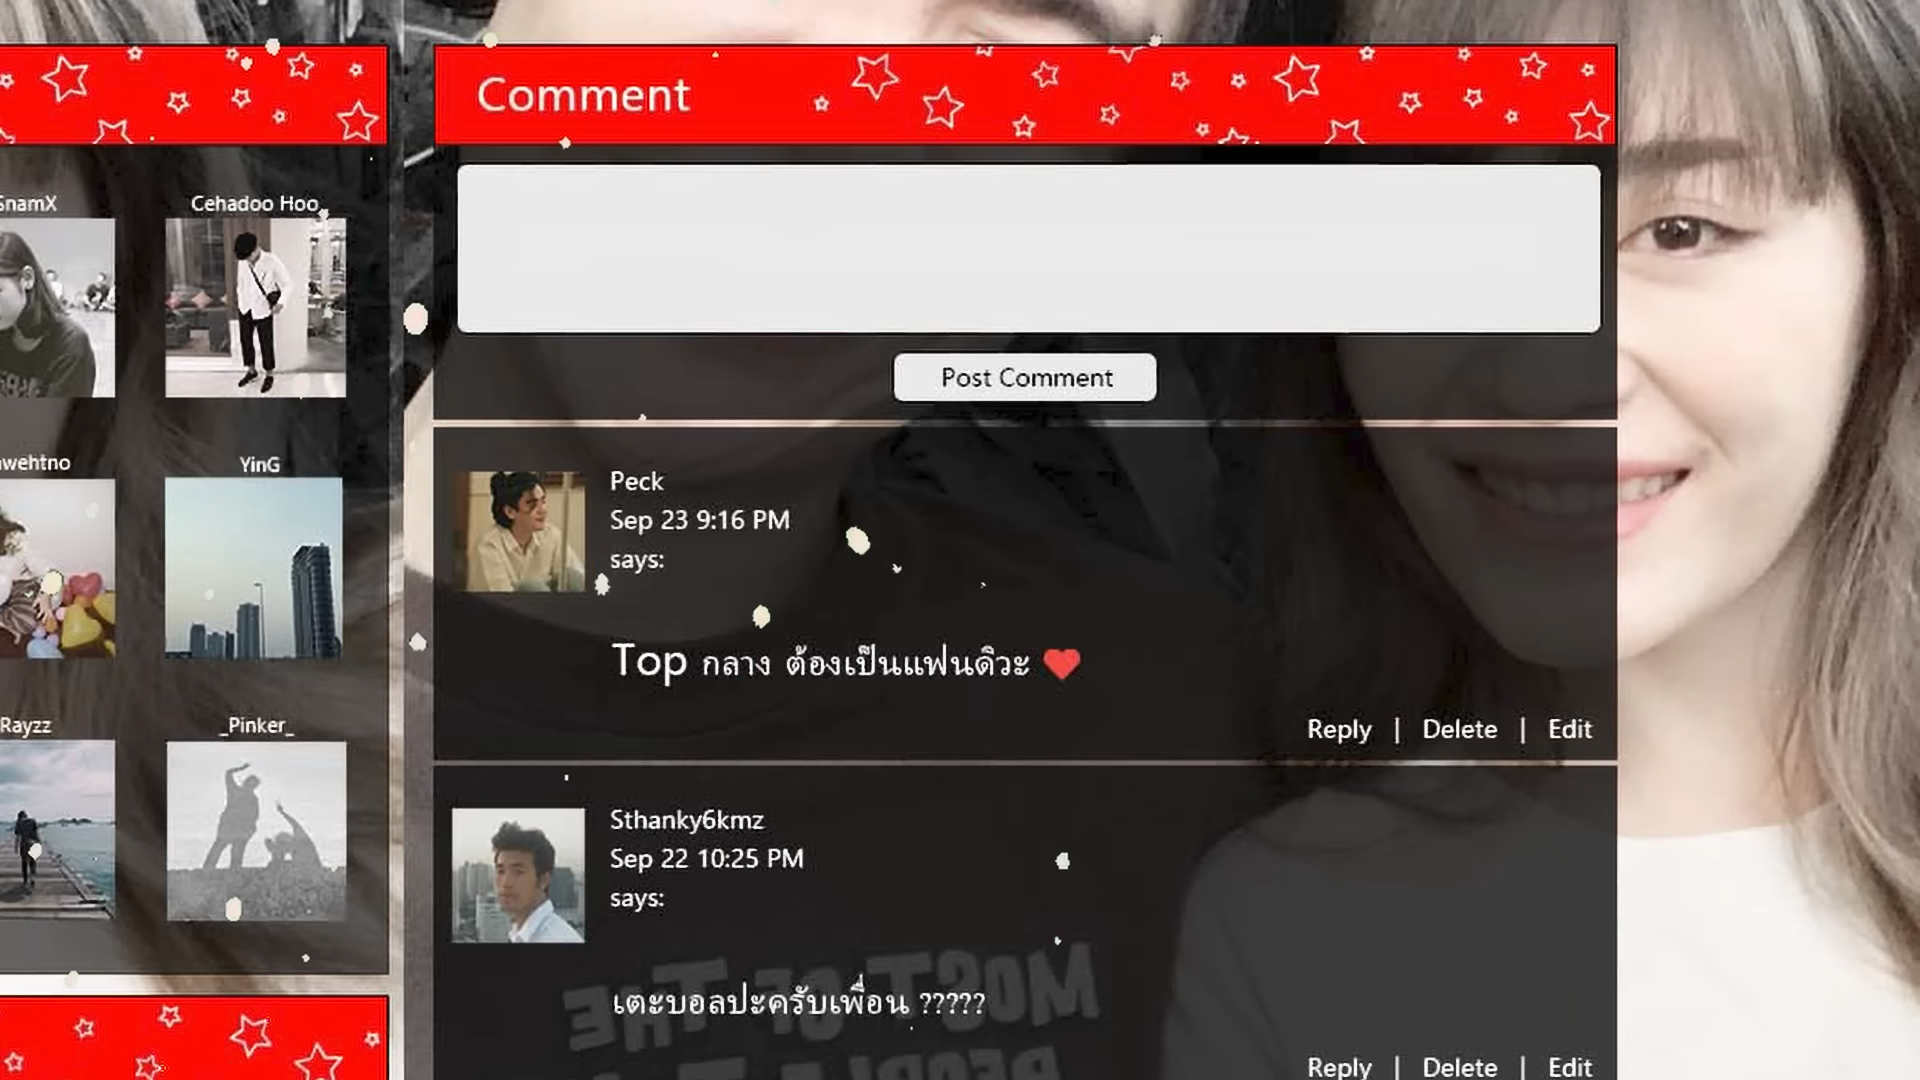 Comment
SnamX
Cehadoo Hoo
wehtno
YinG
Rayzz
_Pinker_
Post Comment
Peck
Sep 23 9:16 PM
says:
Top กลาง ต้องเป็นแฟนดิวะ ❤
Reply | Delete | Edit
Sthanky6kmz
Sep 22 10:25 PM
says:
เตะบอลปะครับเพื่อน ?????
MOST OF THE
Reply | Delete | Edit